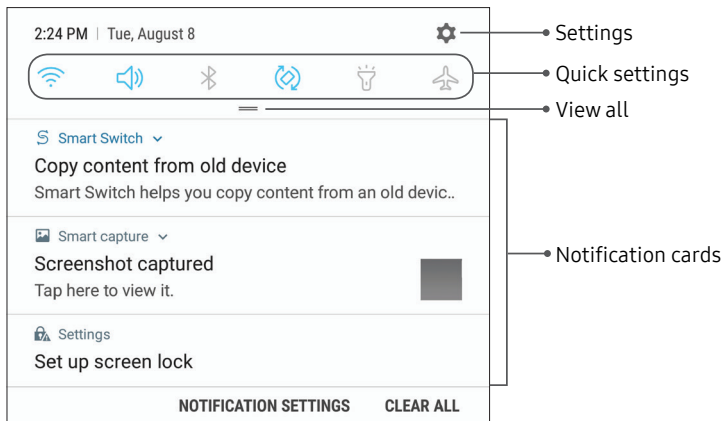 2:24 PM | Tue, August 8
Settings
Quick settings
View all
Smart Switch
Copy content from old device
Smart Switch helps you copy content from an old devic..
Smart capture
Screenshot captured
Tap here to view it.
Notification cards
Settings
Set up screen lock
NOTIFICATION SETTINGS CLEAR ALL